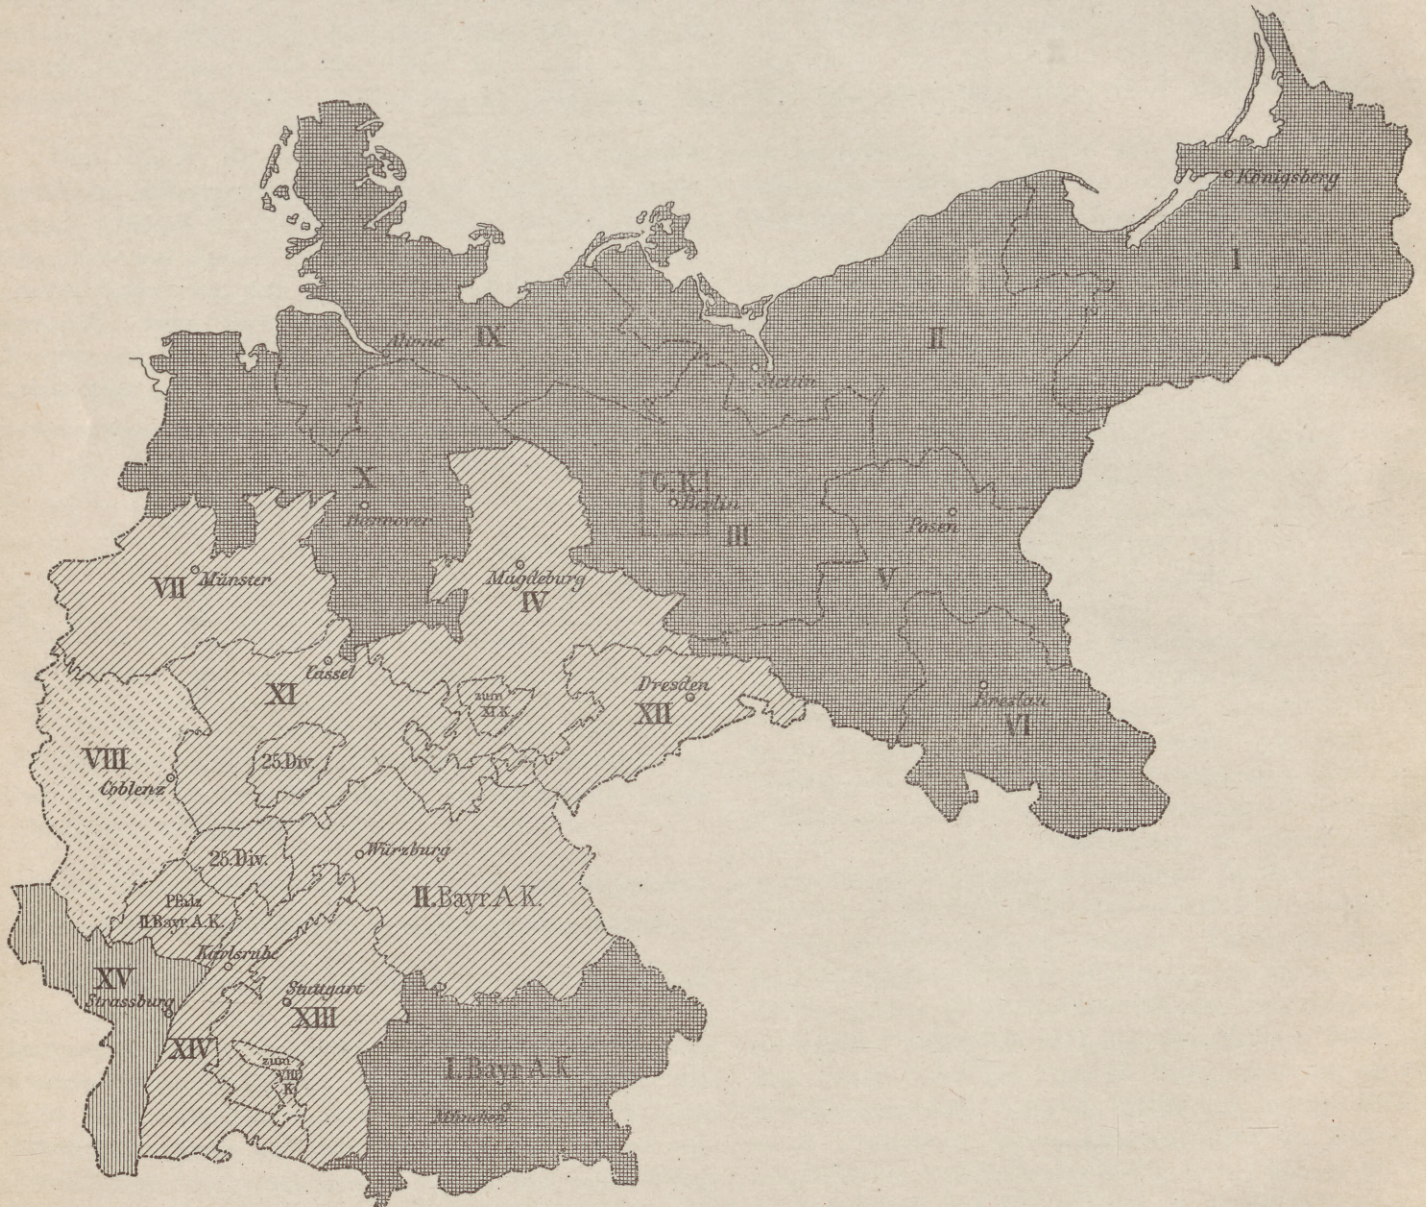 Königsberg
I
IX
Altona
II
Stettin
X
Hannover
G.K.
Berlin
III
Posen
V
VII
Münster
Magdeburg
IV
Cassel
XI
zum
XI.K.
Dresden
XII
Breslau
VI
VIII
Coblenz
25.Div.
25.Div.
Würzburg
II.Bayr.A.K.
Pfalz
II.Bayr.A.K.
Karlsruhe
XV
Strassburg
Stuttgart
XIII
XIV
zum
VIII
K.
I.Bayr.A.K.
München